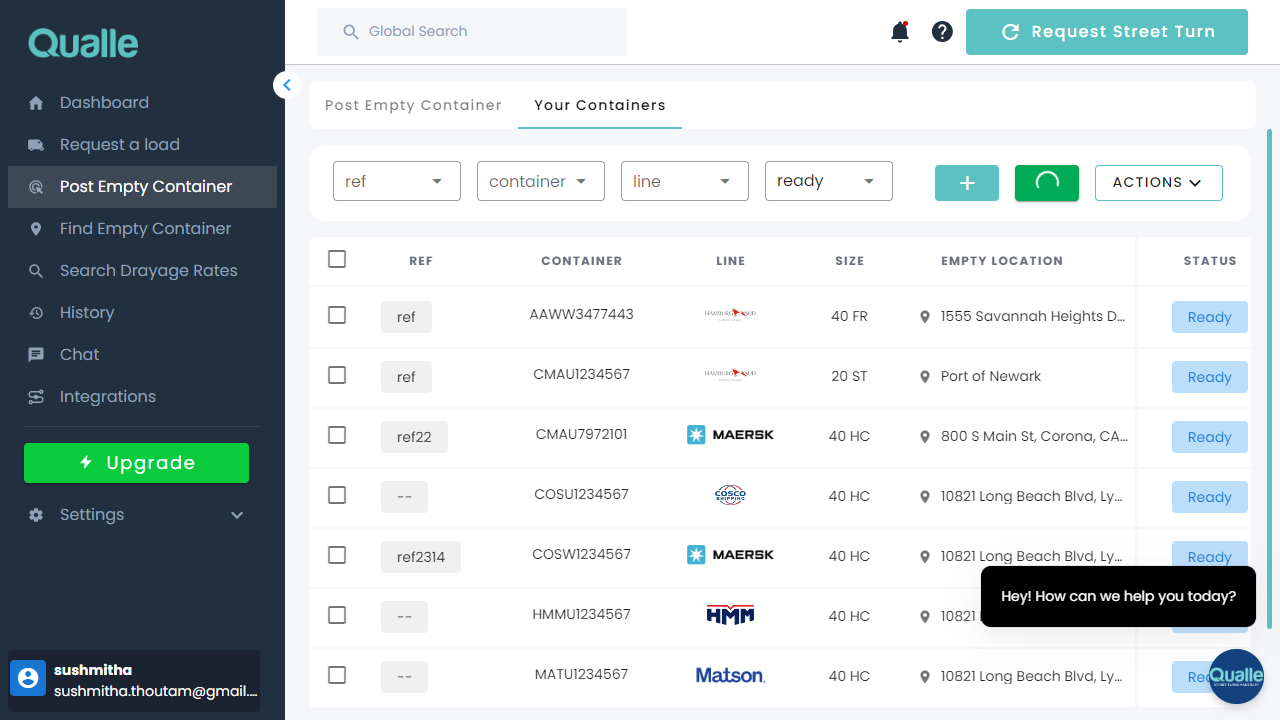 Qualle
Global Search
Request Street Turn
Dashboard
Request a load
Post Empty Container
Find Empty Container
Search Drayage Rates
History
Chat
Integrations
Upgrade
Settings
sushmitha
sushmitha.thoutam@gmail....
Post Empty Container
Your Containers
ref
container
line
ready
ACTIONS
REF CONTAINER LINE SIZE EMPTY LOCATION STATUS
ref AAWW3477443 HAMBURG SÜD 40 FR 1555 Savannah Heights D... Ready
ref CMAU1234567 HAMBURG SÜD 20 ST Port of Newark Ready
ref22 CMAU7972101 MAERSK 40 HC 800 S Main St, Corona, CA... Ready
-- COSU1234567 COSCO SHIPPING 40 HC 10821 Long Beach Blvd, Ly... Ready
ref2314 COSW1234567 MAERSK 40 HC 10821 Long Beach Blvd, Ly... Ready
-- HMMU1234567 HMM 40 HC 10821
-- MATU1234567 Matson 40 HC 10821 Long Beach Blvd, Ly...
Hey! How can we help you today?
Qualle